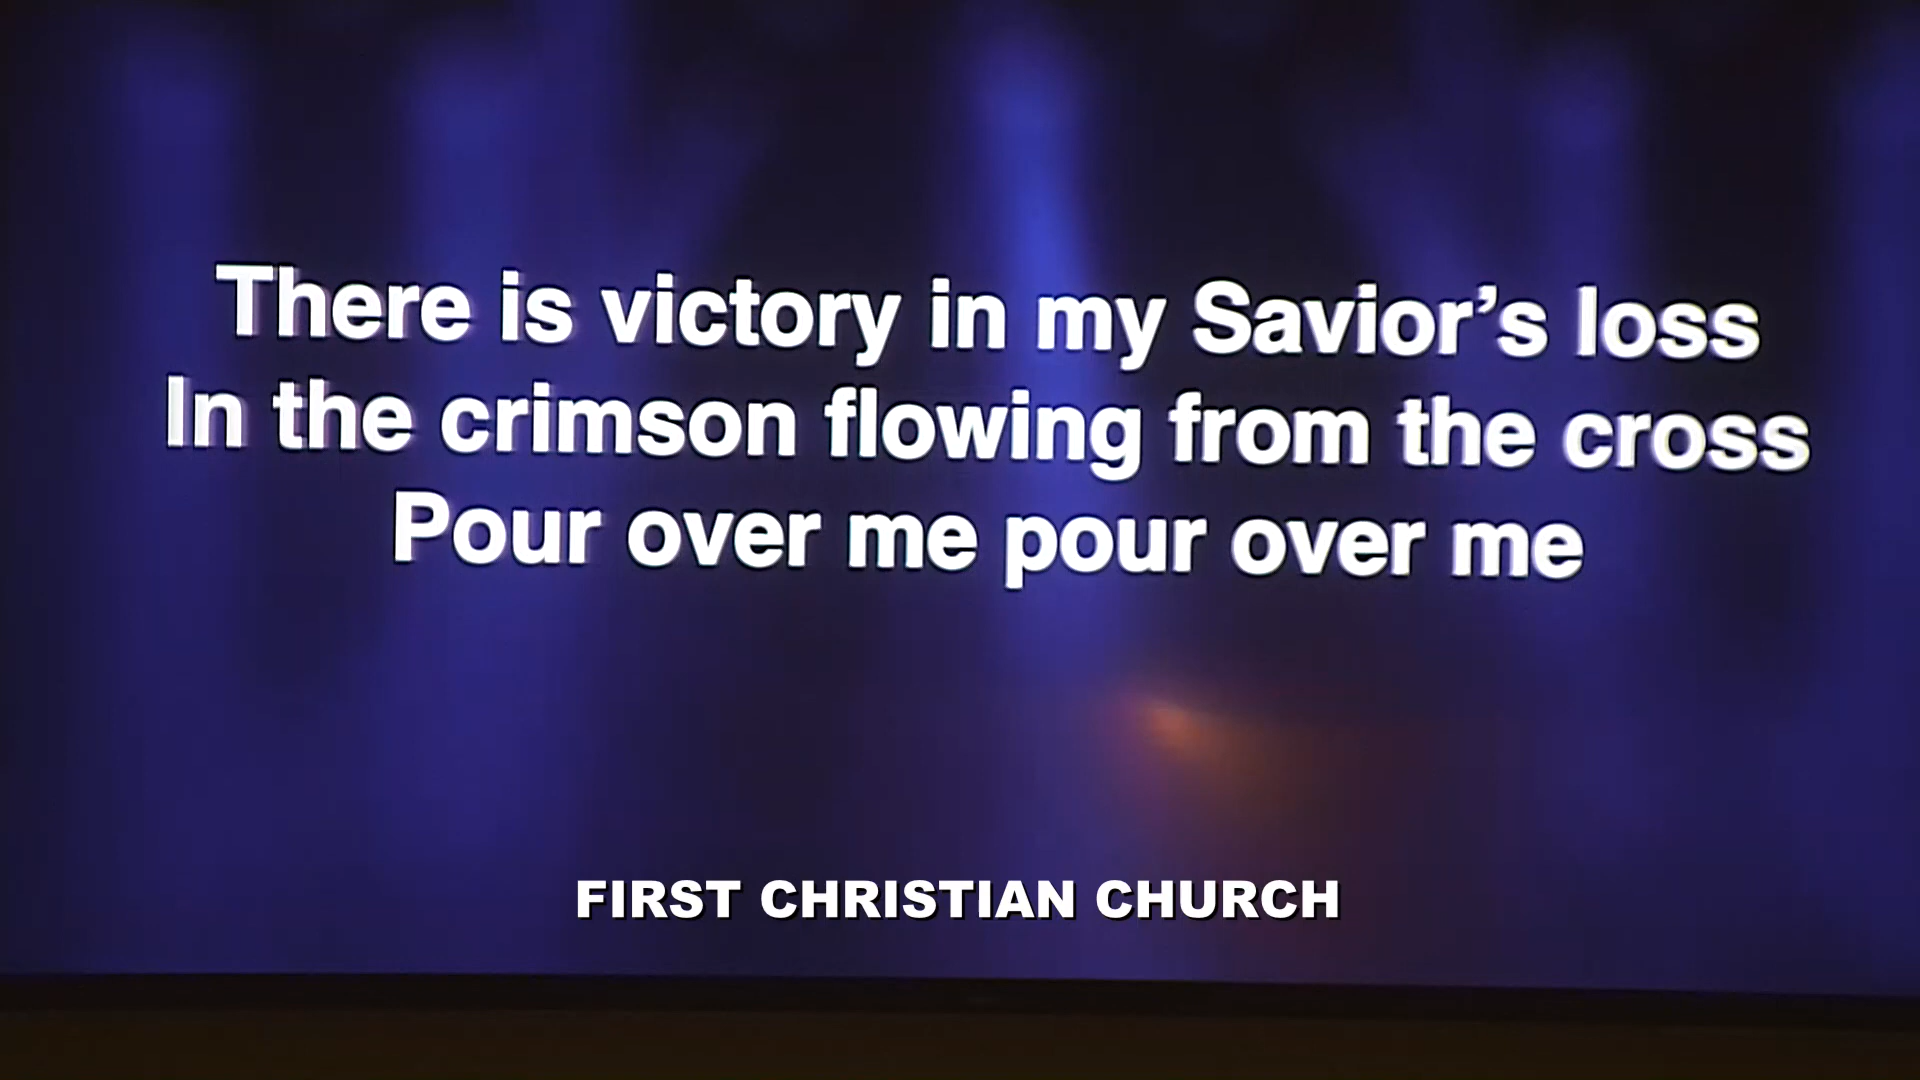 There is victory in my Savior’s loss
In the crimson flowing from the cross
Pour over me pour over me
FIRST CHRISTIAN CHURCH